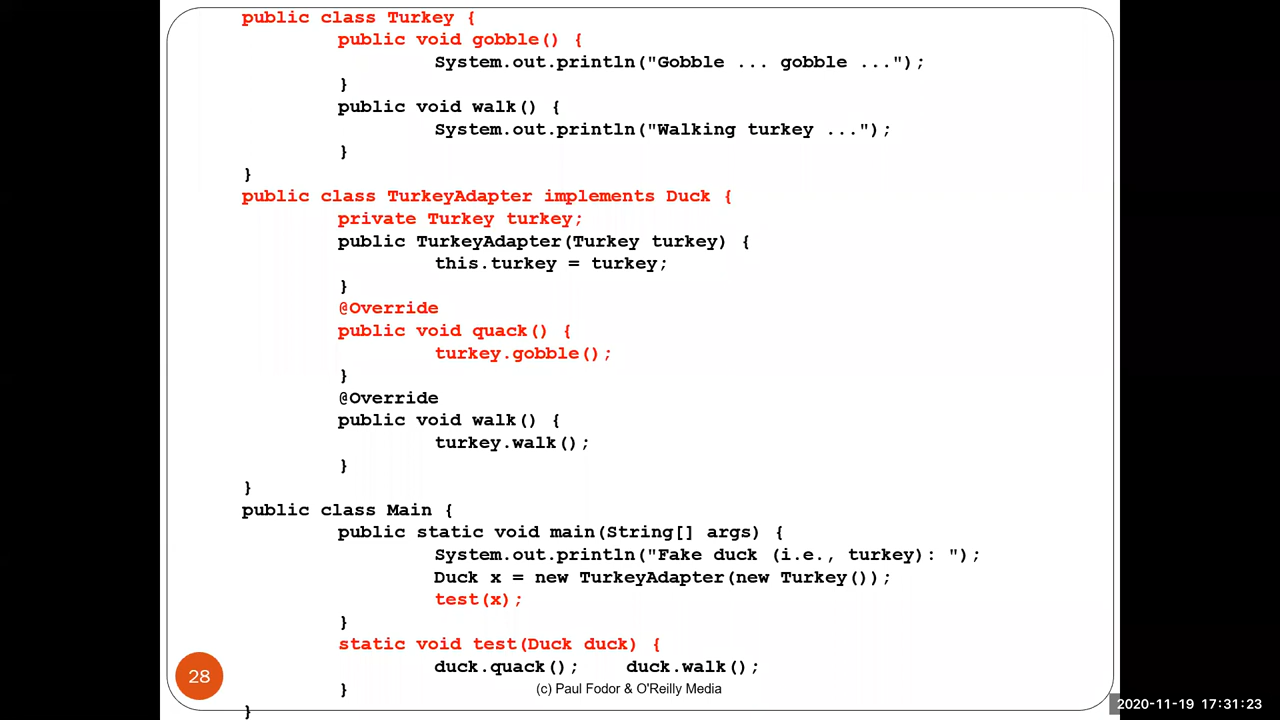 public class Turkey {
public void gobble() {
System.out.println("Gobble ... gobble ...");
}
public void walk() {
System.out.println("Walking turkey ...");
}
}
public class TurkeyAdapter implements Duck {
private Turkey turkey;
public TurkeyAdapter(Turkey turkey) {
this.turkey = turkey;
}
@Override
public void quack() {
turkey.gobble();
}
@Override
public void walk() {
turkey.walk();
}
}
public class Main {
public static void main(String[] args) {
System.out.println("Fake duck (i.e., turkey): ");
Duck x = new TurkeyAdapter(new Turkey());
test(x);
}
static void test(Duck duck) {
duck.quack(); duck.walk();
}
}
28
(c) Paul Fodor & O'Reilly Media
2020-11-19 17:31:23